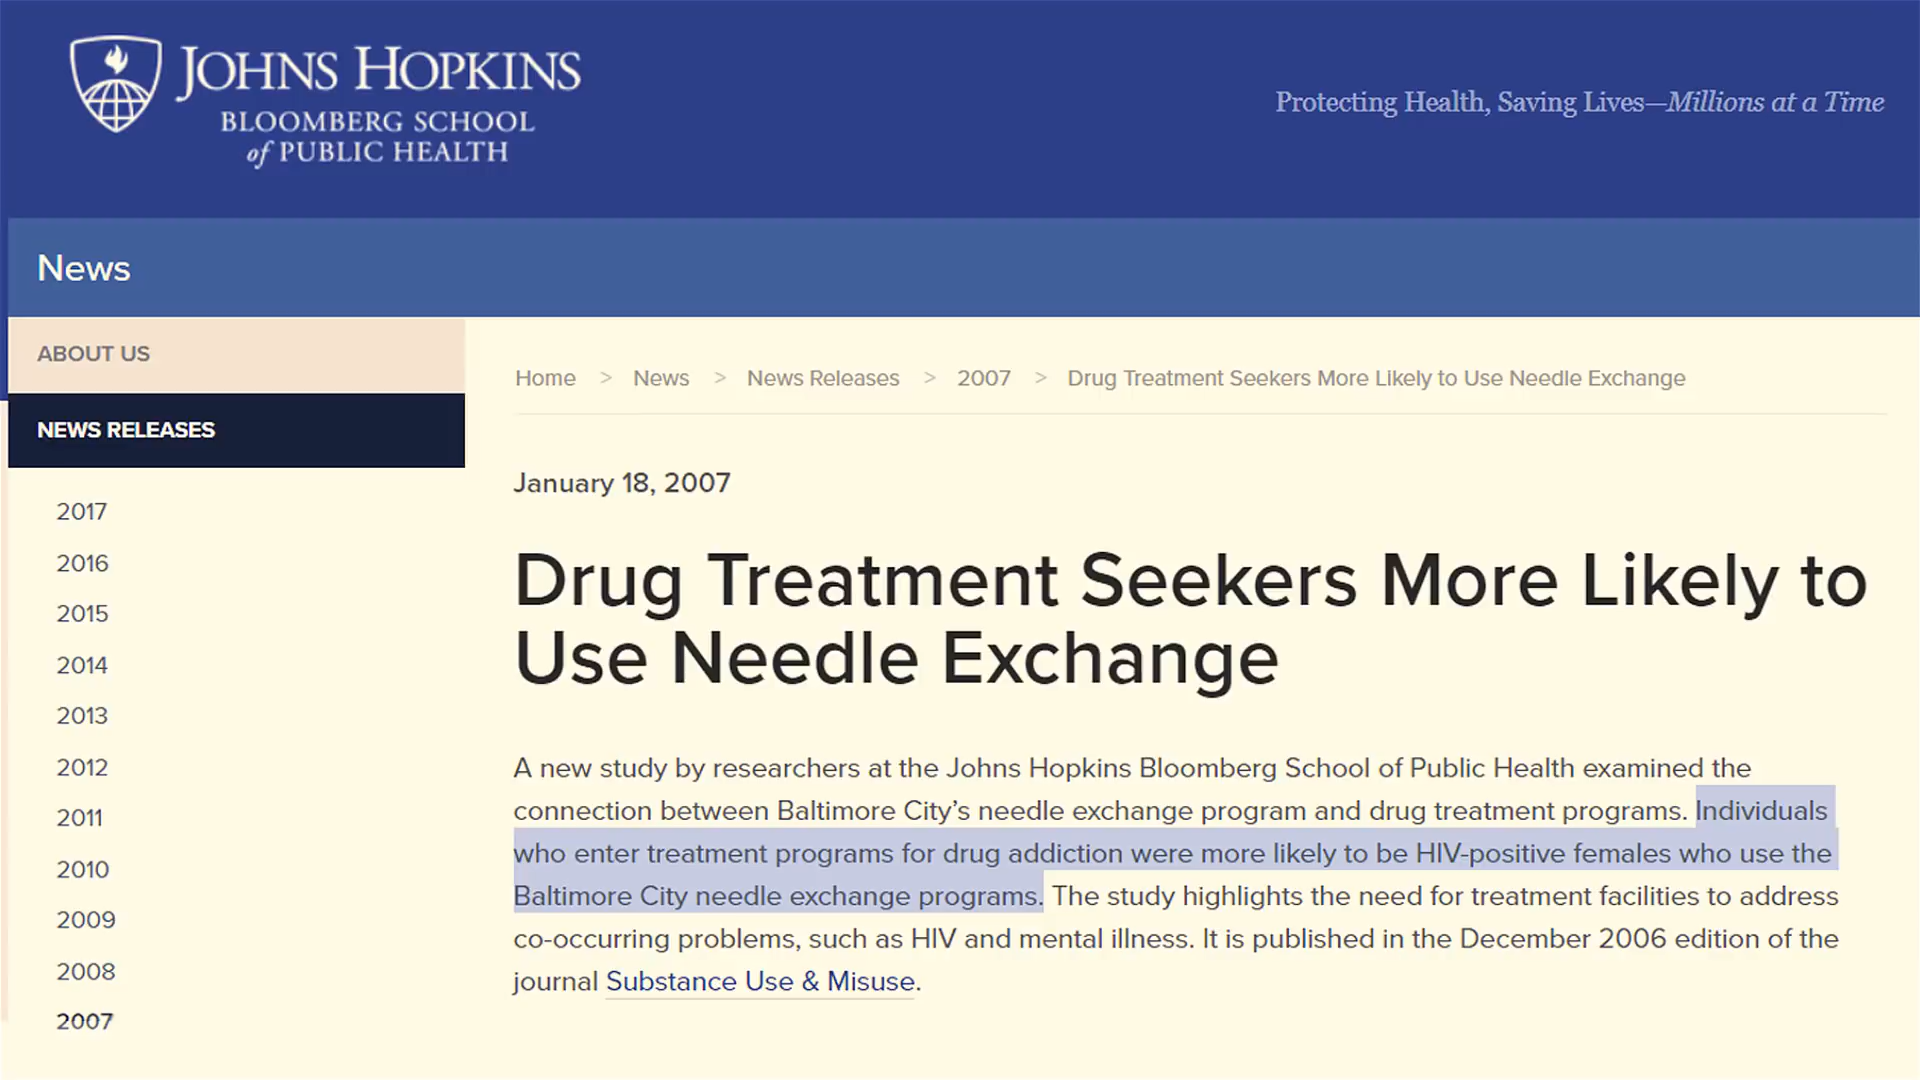 JOHNS HOPKINS
BLOOMBERG SCHOOL
of PUBLIC HEALTH
Protecting Health, Saving Lives—Millions at a Time
News
ABOUT US
NEWS RELEASES
2017
2016
2015
2014
2013
2012
2011
2010
2009
2008
2007
Home > News > News Releases > 2007 > Drug Treatment Seekers More Likely to Use Needle Exchange
January 18, 2007
Drug Treatment Seekers More Likely to
Use Needle Exchange
A new study by researchers at the Johns Hopkins Bloomberg School of Public Health examined the
connection between Baltimore City’s needle exchange program and drug treatment programs. Individuals
who enter treatment programs for drug addiction were more likely to be HIV-positive females who use the
Baltimore City needle exchange programs. The study highlights the need for treatment facilities to address
co-occurring problems, such as HIV and mental illness. It is published in the December 2006 edition of the
journal Substance Use & Misuse.